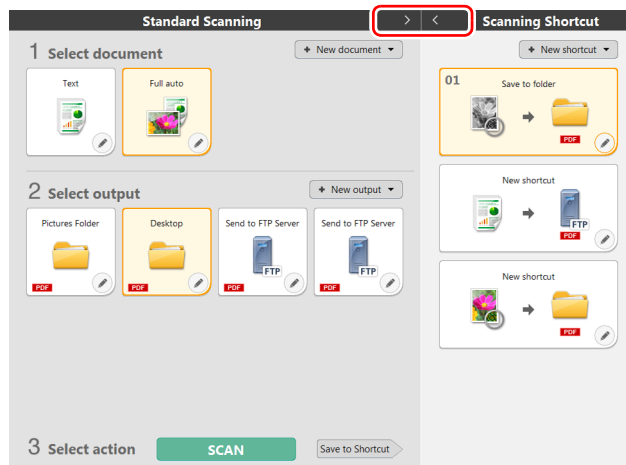 Standard Scanning
Scanning Shortcut
1 Select document
+ New document
Text
Full auto
2 Select output
+ New output
Pictures Folder
PDF
Desktop
PDF
Send to FTP Server
FTP
PDF
Send to FTP Server
FTP
PDF
3 Select action
SCAN
Save to Shortcut
+ New shortcut
01
Save to folder
PDF
New shortcut
FTP
PDF
New shortcut
PDF